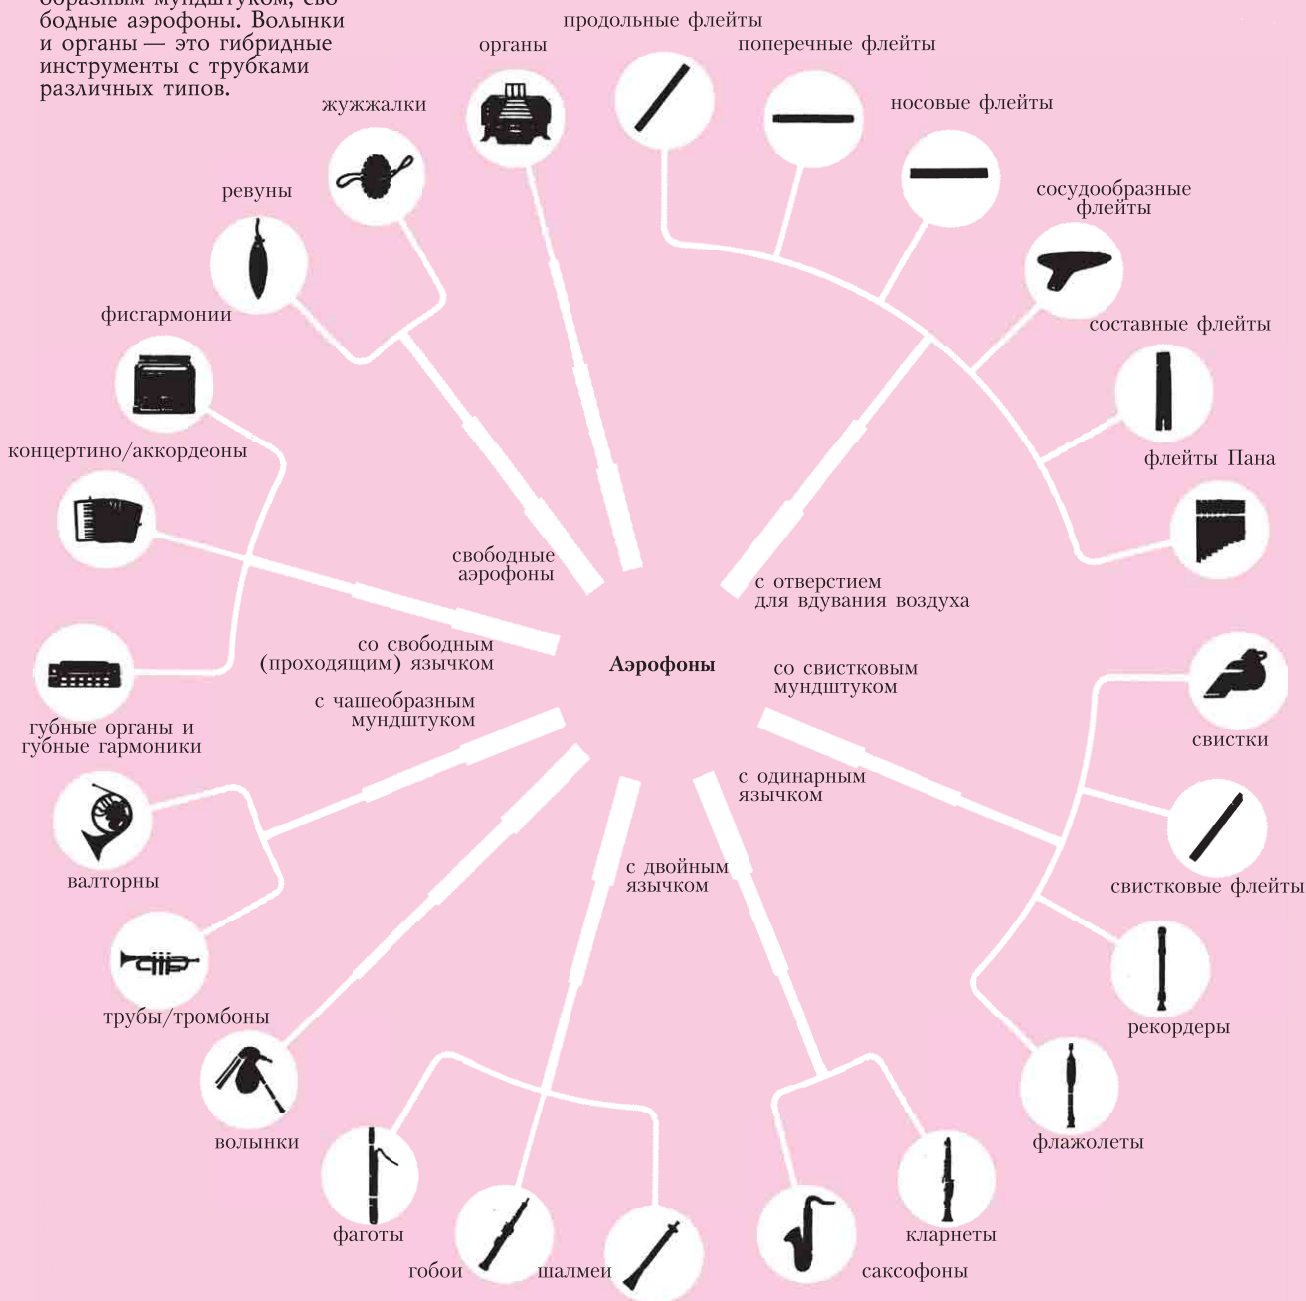 образным мундштуком, сво-
бодные аэрофоны. Волынки
и органы — это гибридные
инструменты с трубками
различных типов.
продольные флейты
органы
поперечные флейты
жужжалки
носовые флейты
ревуны
сосудообразные
флейты
фисгармонии
составные флейты
концертино/аккордеоны
флейты Пана
свободные
аэрофоны
с отверстием
для вдувания воздуха
со свободным
(проходящим) язычком
Аэрофоны
со свистковым
мундштуком
с чашеобразным
мундштуком
губные органы и
губные гармоники
свистки
с одинарным
язычком
с двойным
язычком
валторны
свистковые флейты
трубы/тромбоны
рекордеры
волынки
флажолеты
фаготы
кларнеты
гобои
шалмеи
саксофоны